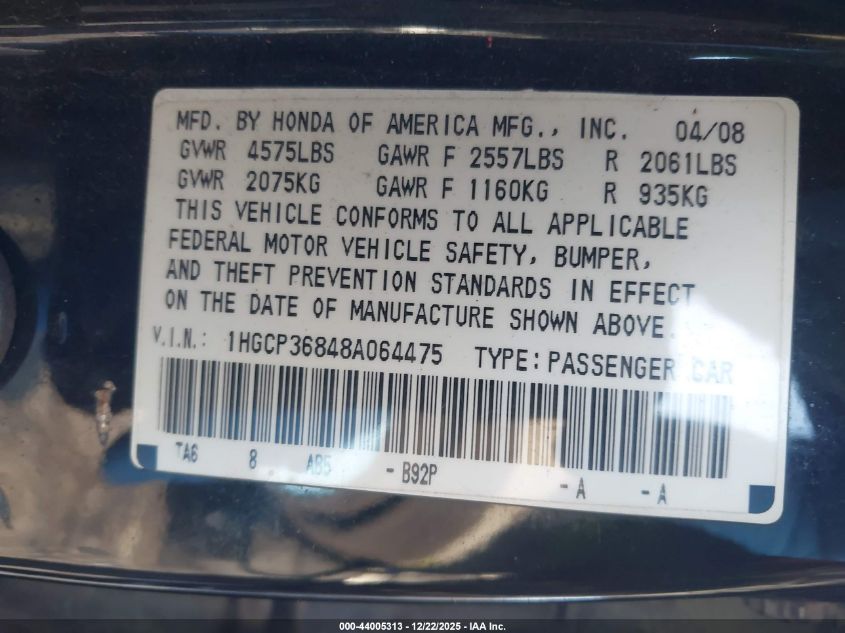 MFD. BY HONDA OF AMERICA MFG., INC. 04/08
GVWR 4575LBS GAWR F 2557LBS R 2061LBS
GVWR 2075KG GAWR F 1160KG R 935KG
THIS VEHICLE CONFORMS TO ALL APPLICABLE
FEDERAL MOTOR VEHICLE SAFETY, BUMPER,
AND THEFT PREVENTION STANDARDS IN EFFECT
ON THE DATE OF MANUFACTURE SHOWN ABOVE.
V.I.N.: 1HGCP36848A064475 TYPE:PASSENGER CAR
TA6 8 AB5 -B92P -A -A
000-44005313 - 12/22/2025 - IAA Inc.